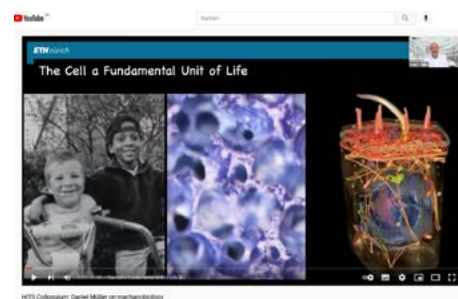 YouTube
Suchen
ETH zürich
The Cell a Fundamental Unit of Life
HITS Colloquium: Daniel Müller on mechanobiology